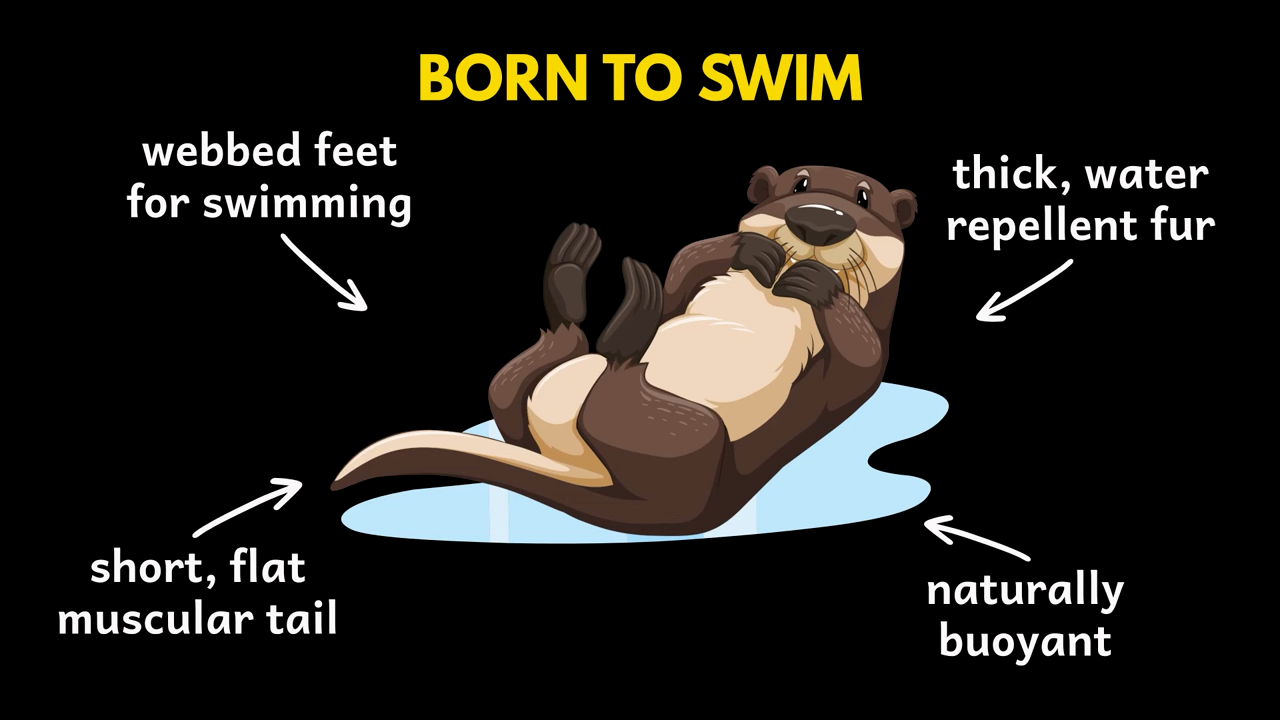 BORN TO SWIM
webbed feet
for swimming
thick, water
repellent fur
short, flat
muscular tail
naturally
buoyant